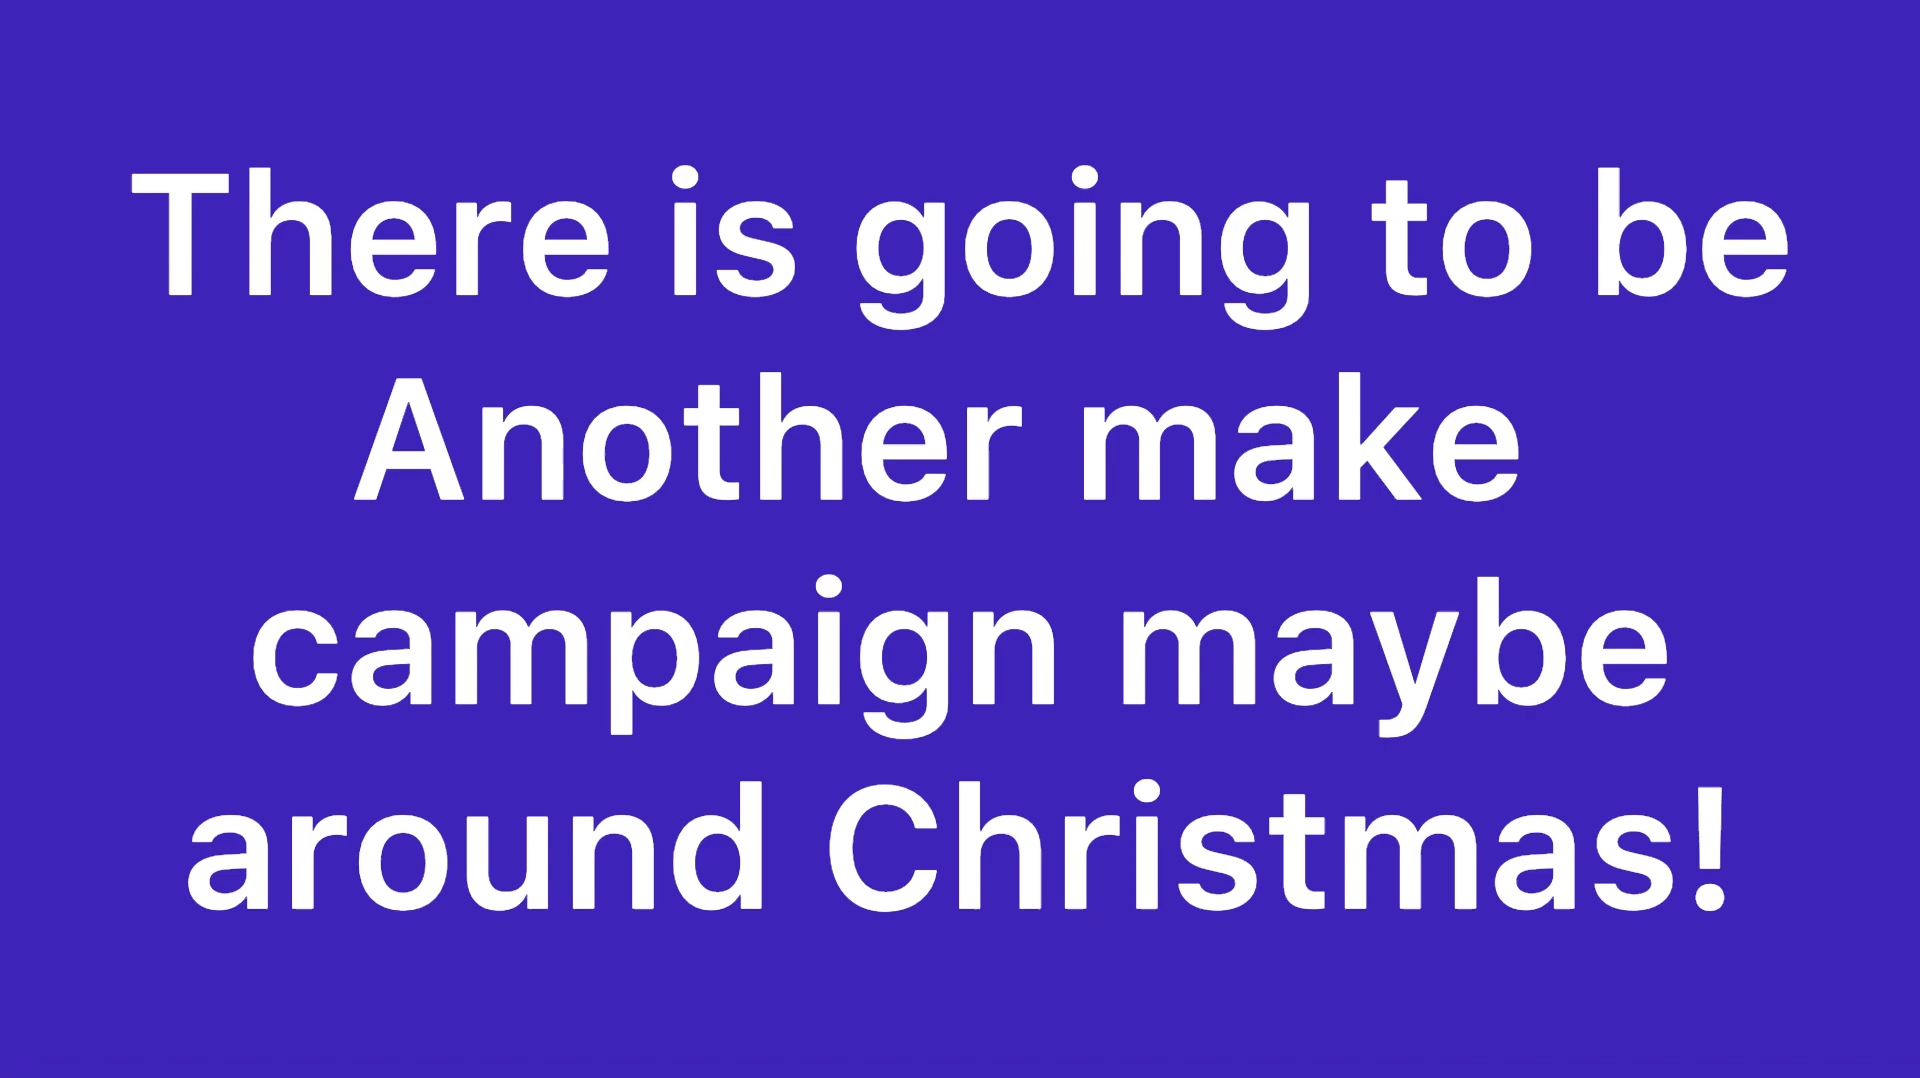 There is going to be
Another make
campaign maybe
around Christmas!